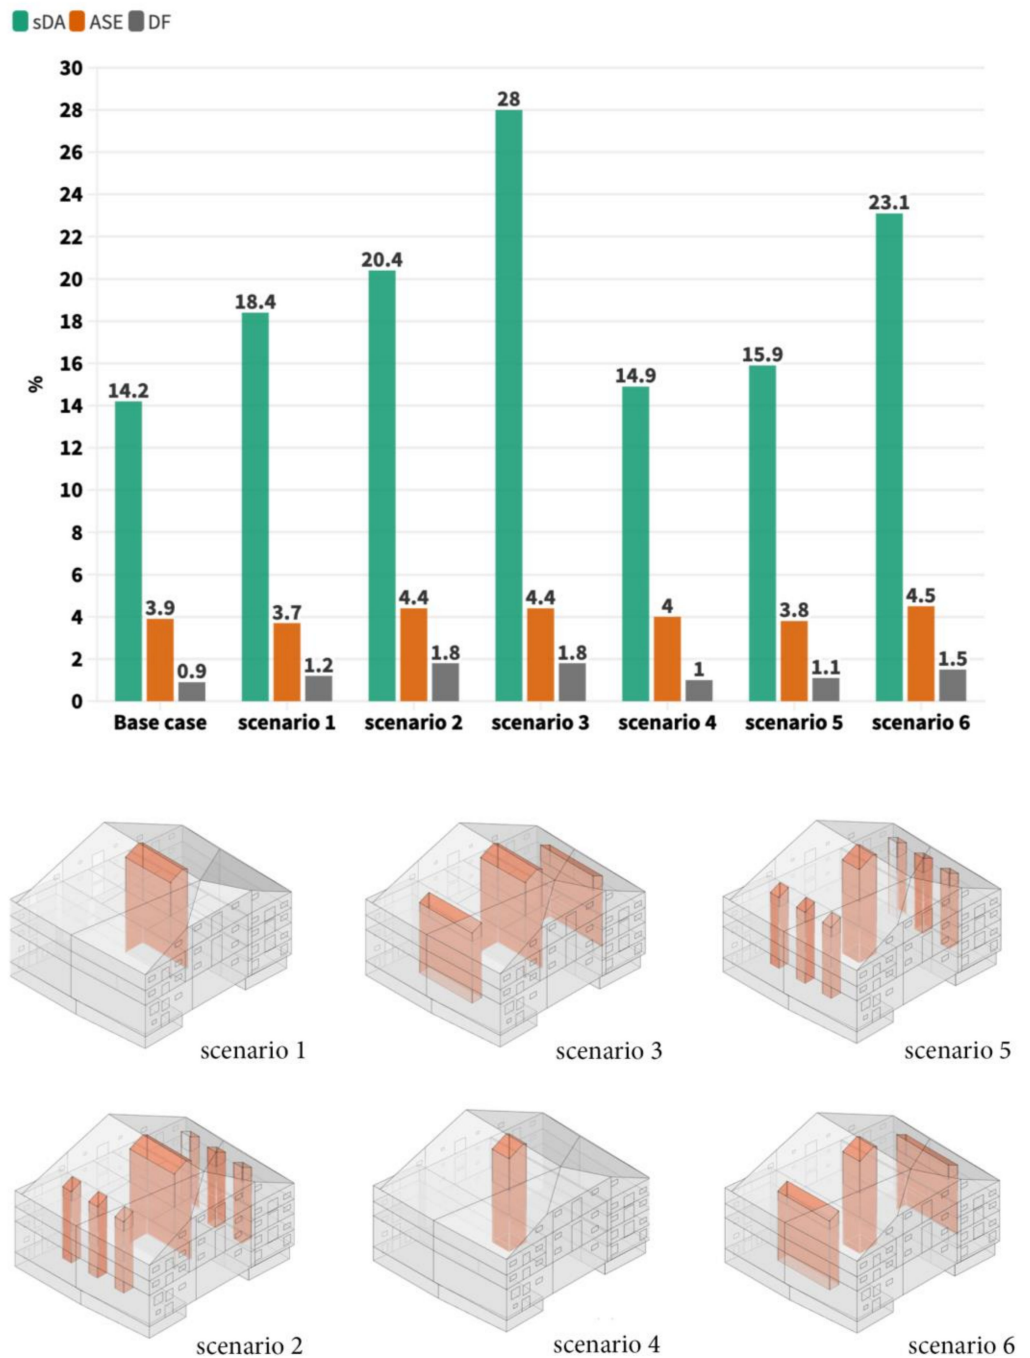 sDA ASE DF
30
28
26
24
22
20
18
16
14
12
10
8
6
4
2
0
%
14.2 3.9 0.9
18.4 3.7 1.2
20.4 4.4 1.8
28 4.4 1.8
14.9 4 1
15.9 3.8 1.1
23.1 4.5 1.5
Base case scenario 1 scenario 2 scenario 3 scenario 4 scenario 5 scenario 6
scenario 1 scenario 3 scenario 5
scenario 2 scenario 4 scenario 6